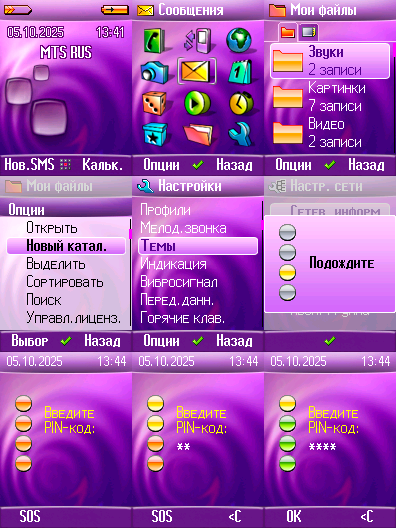 05.10.2025 13:41
MTS RUS
Нов.SMS Кальк.
Сообщения
Опции Назад
Мои файлы
Звуки
2 записи
Картинки
7 записи
Видео
2 записи
Опции Назад
Мои файлы
Опции
Открыть
Новый катал.
Выделить
Сортировать
Поиск
Управл.лиценз.
Выбор Назад
Настройки
Профили
Мелод.звонка
Темы
Индикация
Вибросигнал
Перед.данн.
Горячие клав.
Опции Назад
Настр. сети
Сетев. информ
Подождите
05.10.2025 13:44
Введите
PIN-код:
SOS
05.10.2025 13:44
Введите
PIN-код:
**
SOS <C
05.10.2025 13:44
Введите
PIN-код:
****
OK <C